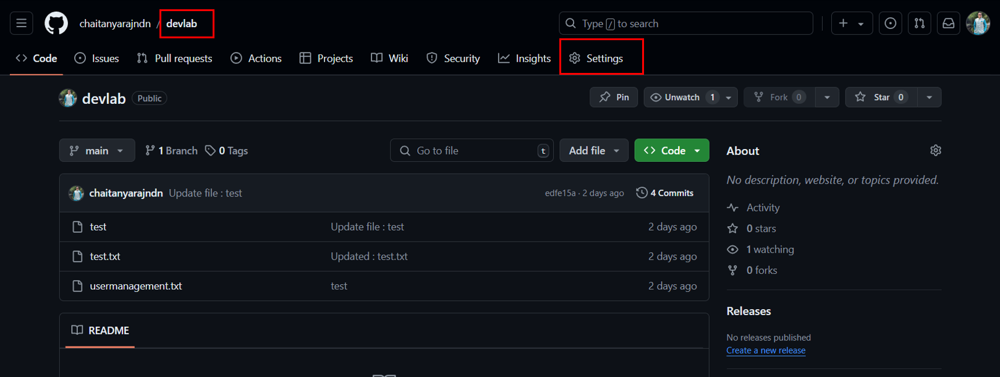 chaitanyarajndn / devlab
Type / to search
Code Issues Pull requests Actions Projects Wiki Security Insights Settings
devlab Public
Pin Unwatch 1 Fork 0 Star 0
main 1 Branch 0 Tags Go to file t Add file Code
chaitanyarajndn Update file : test edfe15a · 2 days ago 4 Commits
test Update file : test 2 days ago
test.txt Updated : test.txt 2 days ago
usermanagement.txt test 2 days ago
README
About
No description, website, or topics provided.
Activity
0 stars
1 watching
0 forks
Releases
No releases published
Create a new release